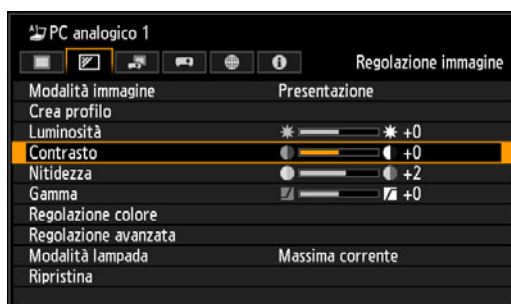 PC analogico 1
Regolazione immagine
Modalità immagine Presentazione
Crea profilo
Luminosità +0
Contrasto +0
Nitidezza +2
Gamma +0
Regolazione colore
Regolazione avanzata
Modalità lampada Massima corrente
Ripristina